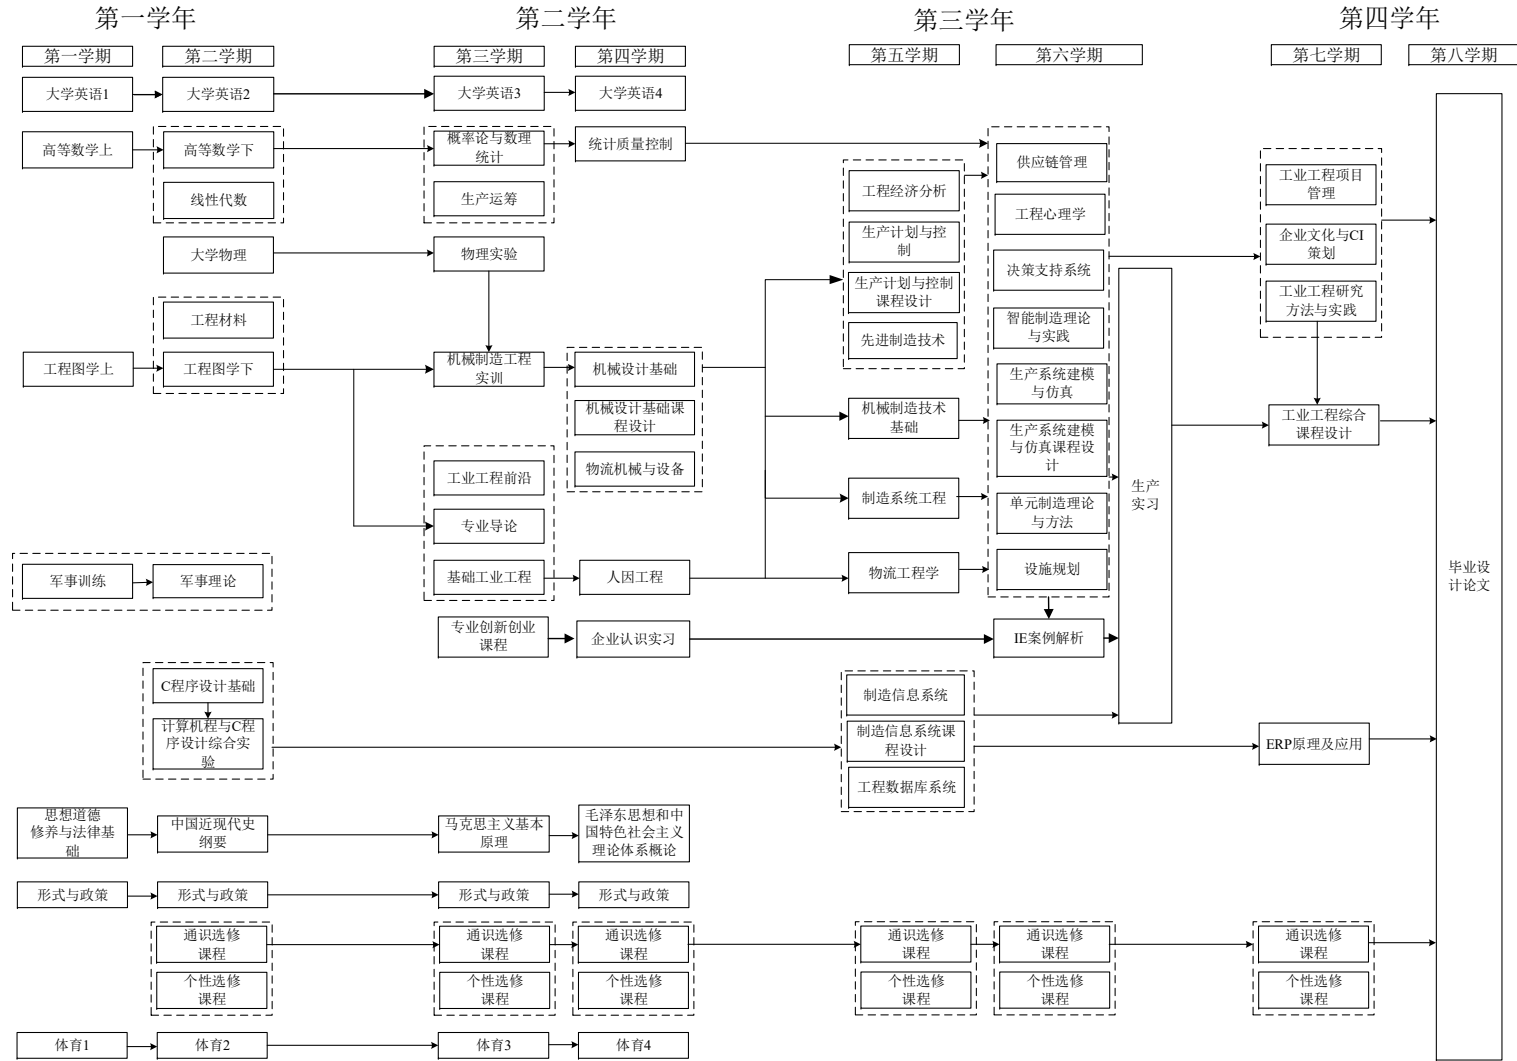 第一学年
第二学年
第三学年
第四学年
第一学期
第二学期
第三学期
第四学期
第五学期
第六学期
第七学期
第八学期
大学英语1
大学英语2
大学英语3
大学英语4
高等数学上
高等数学下
线性代数
概率论与数理
统计
生产运筹
统计质量控制
大学物理
物理实验
工程材料
工程图学上
工程图学下
机械制造工程
实训
机械设计基础
机械设计基础课
程设计
物流机械与设备
工业工程前沿
专业导论
基础工业工程
人因工程
军事训练
军事理论
专业创新创业
课程
企业认识实习
工程经济分析
生产计划与控
制
生产计划与控制
课程设计
先进制造技术
机械制造技术
基础
制造系统工程
物流工程学
供应链管理
工程心理学
决策支持系统
智能制造理论
与实践
生产系统建模
与仿真
生产系统建模
与仿真课程设
计
单元制造理论
与方法
设施规划
IE案例解析
生产
实习
工业工程项目
管理
企业文化与CI
策划
工业工程研究
方法与实践
工业工程综合
课程设计
毕业设
计论文
C程序设计基础
计算机程与C程
序设计综合实
验
制造信息系统
制造信息系统课
程设计
工程数据库系统
ERP原理及应用
思想道德
修养与法律基
础
中国近现代史
纲要
马克思主义基本
原理
毛泽东思想和中
国特色社会主义
理论体系概论
形式与政策
形式与政策
形式与政策
形式与政策
通识选修
课程
个性选修
课程
通识选修
课程
个性选修
课程
通识选修
课程
个性选修
课程
通识选修
课程
个性选修
课程
通识选修
课程
个性选修
课程
通识选修
课程
个性选修
课程
体育1
体育2
体育3
体育4